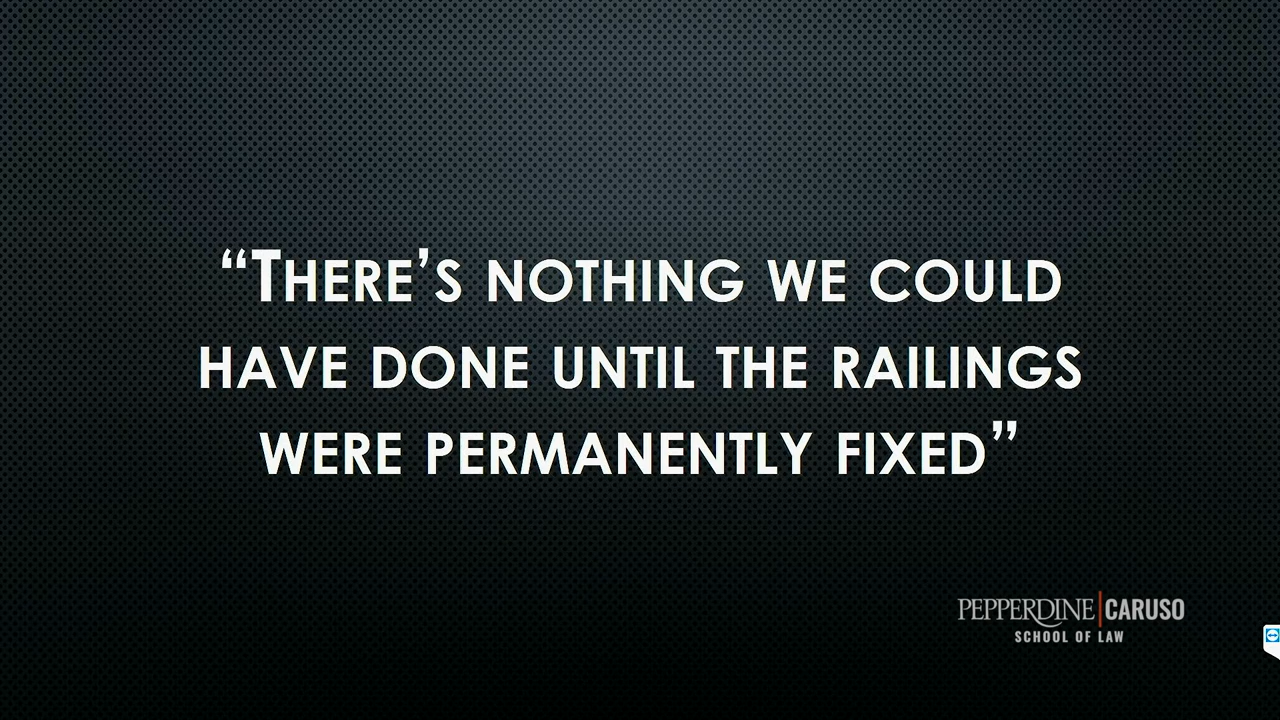 “There’s nothing we could
have done until the railings
were permanently fixed”
PEPPERDINE | CARUSO
SCHOOL OF LAW